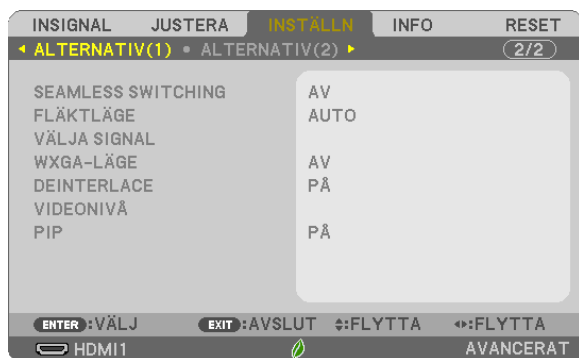 INSIGNAL JUSTERA INSTÄLLN INFO RESET
ALTERNATIV(1) • ALTERNATIV(2) 2/2
SEAMLESS SWITCHING AV
FLÄKTLÄGE AUTO
VÄLJA SIGNAL
WXGA-LÄGE AV
DEINTERLACE PÅ
VIDEONIVÅ
PIP PÅ
ENTER :VÄLJ EXIT :AVSLUT :FLYTTA :FLYTTA
HDMI1 AVANCERAT